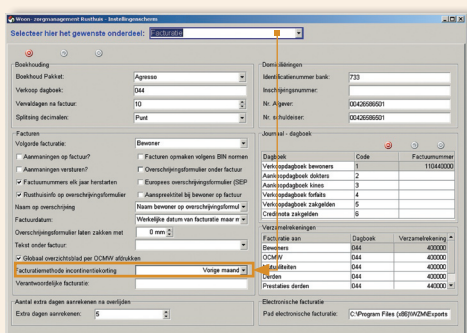 Woon- zorgmanagement Rusthuis - Instellingenscherm
Selecteer hier het gewenste onderdeel: Facturatie
Boekhouding
Boekhoud Pakket: Agresso
Verkoop dagboek: 044
Vervaldagen na factuur: 10
Splitsing decimalen: Punt
Facturen
Volgorde facturatie: Bewoner
Aanmaningen op factuur? Facturen opmaken volgens BIN normen
Aanmaningen versturen? Overschrijvingsformulier onder factuur
Factuurnummers elk jaar herstarten Europees overschrijvingsformulier (SEP
Rusthuisinfo op overschrijvingsformulier Aanspreektitel bij bewoner op factuur
Naam op overschrijving Naam bewoner op overschrijvingsformul
Factuurdatum: Werkelijke datum van facturatie maar m
Overschrijvingsformulier laten zakken met 0 mm
Tekst onder factuur:
Globaal overzichtsblad per OCMW afdrukken
Facturatiemethode incontinentiekorting Vorige maand
Verantwoordelijke facturatie:
Aantal extra dagen aanrekenen na overlijden
Extra dagen aanrekenen: 5
Domiciliëringen
Identificatienummer bank: 733
Inschrijvingsnummer:
Nr. Afgever: 00426586501
Nr. schuldeiser: 00426586501
Journaal - dagboek
Dagboek Code Factuurnummer
Verkoopdagboek bewoners 1 110440000
Aankoopdagboek dokters 2
Aankoopdagboek kines 3
Verkoopdagboek forfaits 4
Verkoopdagboek zakgelden 5
Creditnota zakgelden 6
Verzamelrekeningen
Facturatie aan Dagboek Verzamelrekening
Bewoners 044 400000
OCMW 044 400000
Mutualiteiten 044 400000
Derden 044 400000
Prestaties derden 044 440000
Electronische facturatie
Pad electronische facturatie: C:\Program Files (x86)\WZM\Exports